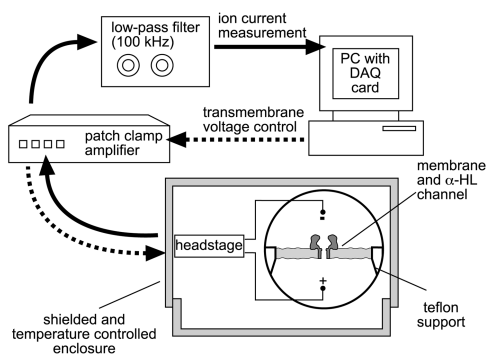 low-pass filter
(100 kHz)
ion current
measurement
PC with
DAQ
card
transmembrane
voltage control
patch clamp
amplifier
membrane
and α-HL
channel
headstage
-
+
teflon
support
shielded and
temperature controlled
enclosure